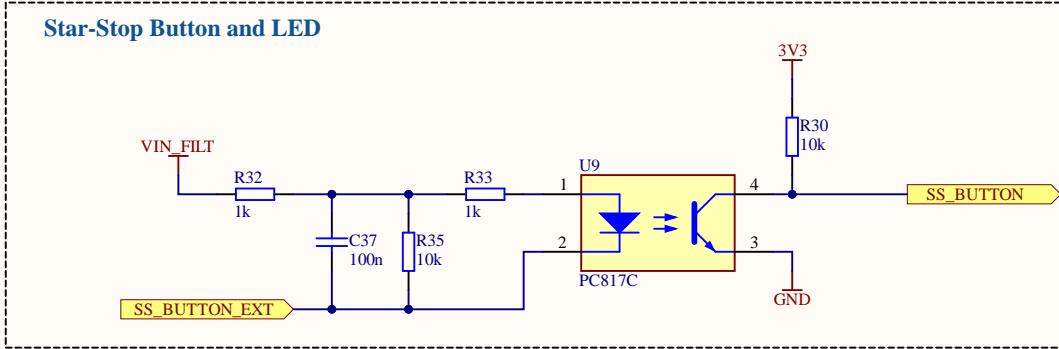 Star-Stop Button and LED
3V3
R30
10k
VIN_FILT
R32
1k
R33
1k
U9
1
4
SS_BUTTON
C37
100n
R35
10k
2
3
PC817C
GND
SS_BUTTON_EXT